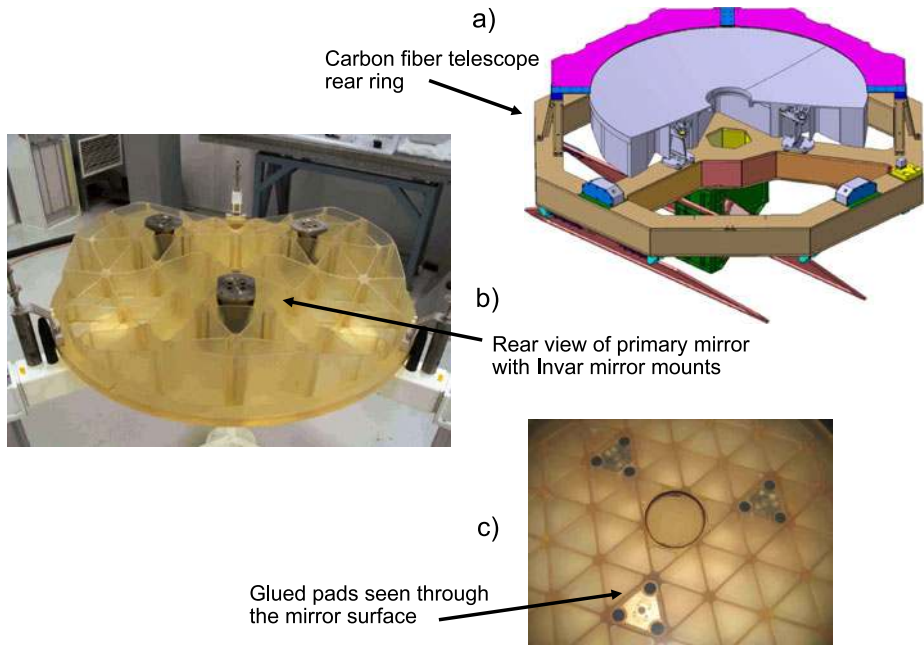 a)
Carbon fiber telescope
rear ring
b)
Rear view of primary mirror
with Invar mirror mounts
c)
Glued pads seen through
the mirror surface